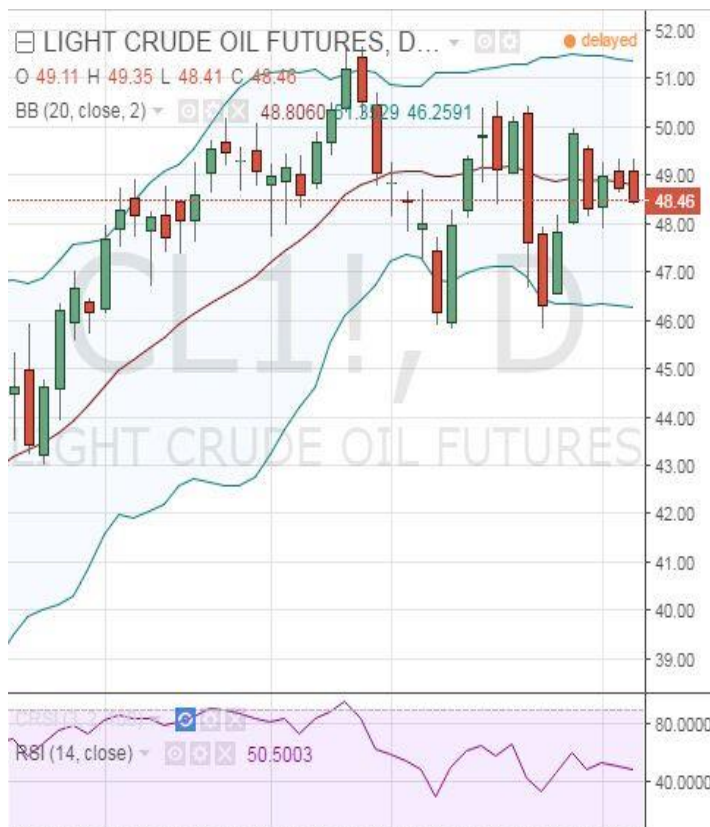 LIGHT CRUDE OIL FUTURES, D...
delayed
O 49.11 H 49.35 L 48.41 C 48.46
BB (20, close, 2) 48.8060 46.2591
52.00
51.00
50.00
49.00
48.46
48.00
47.00
46.00
45.00
44.00
43.00
42.00
41.00
40.00
39.00
CL1!, D
LIGHT CRUDE OIL FUTURES
80.0000
RSI (14, close) 50.5003
40.0000